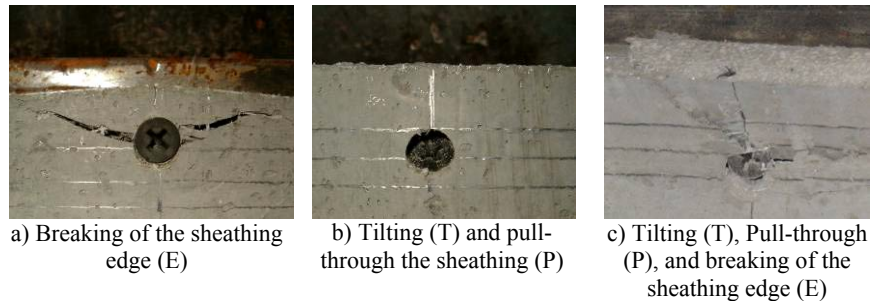 a) Breaking of the sheathing
edge (E)
b) Tilting (T) and pull-
through the sheathing (P)
c) Tilting (T), Pull-through
(P), and breaking of the
sheathing edge (E)